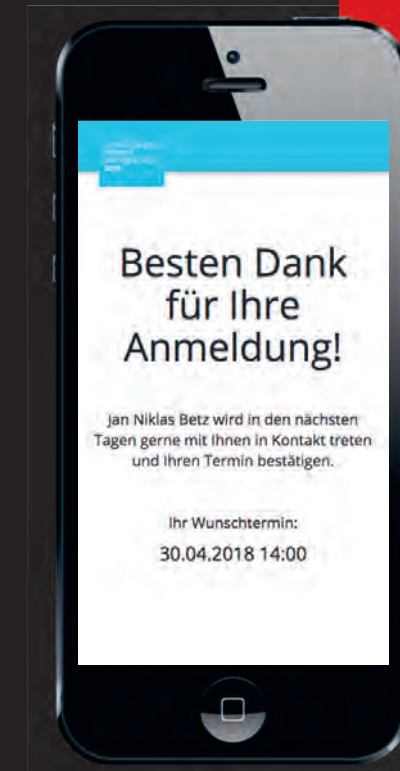 Besten Dank
für Ihre
Anmeldung!
Jan Niklas Betz wird in den nächsten
Tagen gerne mit Ihnen in Kontakt treten
und Ihren Termin bestätigen.
Ihr Wunschtermin:
30.04.2018 14:00